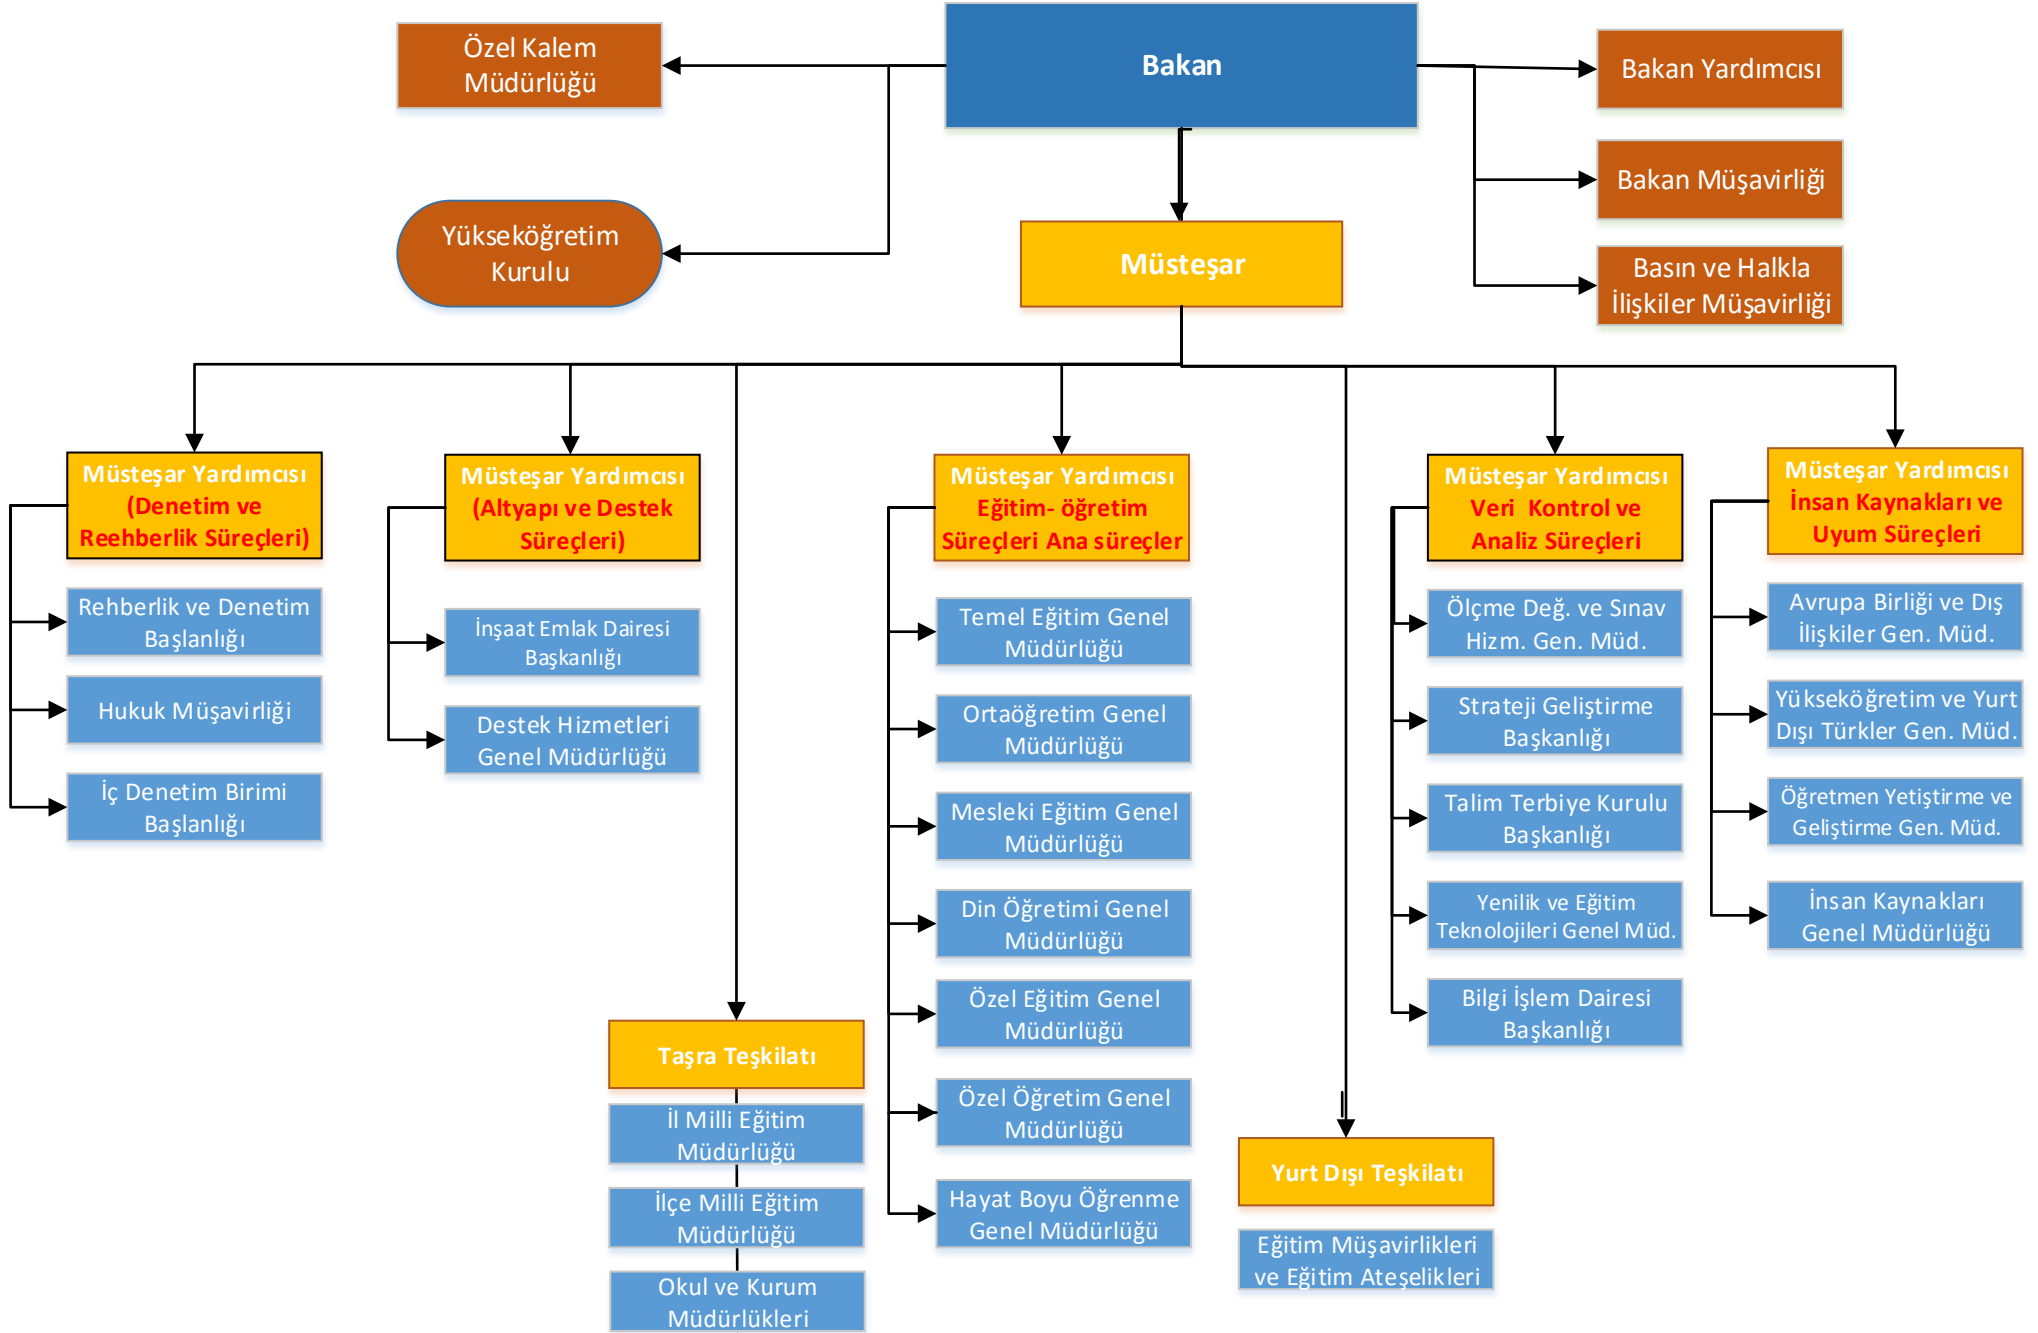 Özel Kalem
Müdürlüğü
Bakan
Bakan Yardımcısı
Bakan Müşavirliği
Yükseköğretim
Kurulu
Müsteşar
Basın ve Halkla
İlişkiler Müşavirliği
Müsteşar Yardımcısı
(Denetim ve
Reehberlik Süreçleri)
Rehberlik ve Denetim
Başlanlığı
Hukuk Müşavirliği
İç Denetim Birimi
Başlanlığı
Müsteşar Yardımcısı
(Altyapı ve Destek
Süreçleri)
İnşaat Emlak Dairesi
Başkanlığı
Destek Hizmetleri
Genel Müdürlüğü
Taşra Teşkilatı
İl Milli Eğitim
Müdürlüğü
İlçe Milli Eğitim
Müdürlüğü
Okul ve Kurum
Müdürlükleri
Müsteşar Yardımcısı
Eğitim- öğretim
Süreçleri Ana süreçler
Temel Eğitim Genel
Müdürlüğü
Ortaöğretim Genel
Müdürlüğü
Mesleki Eğitim Genel
Müdürlüğü
Din Öğretimi Genel
Müdürlüğü
Özel Eğitim Genel
Müdürlüğü
Özel Öğretim Genel
Müdürlüğü
Hayat Boyu Öğrenme
Genel Müdürlüğü
Yurt Dışı Teşkilatı
Eğitim Müşavirlikleri
ve Eğitim Ateşelikleri
Müsteşar Yardımcısı
Veri  Kontrol ve
Analiz Süreçleri
Ölçme Değ. ve Sınav
Hizm. Gen. Müd.
Strateji Geliştirme
Başkanlığı
Talim Terbiye Kurulu
Başkanlığı
Yenilik ve Eğitim
Teknolojileri Genel Müd.
Bilgi İşlem Dairesi
Başkanlığı
Müsteşar Yardımcısı
İnsan Kaynakları ve
Uyum Süreçleri
Avrupa Birliği ve Dış
İlişkiler Gen. Müd.
Yükseköğretim ve Yurt
Dışı Türkler Gen. Müd.
Öğretmen Yetiştirme ve
Geliştirme Gen. Müd.
İnsan Kaynakları
Genel Müdürlüğü